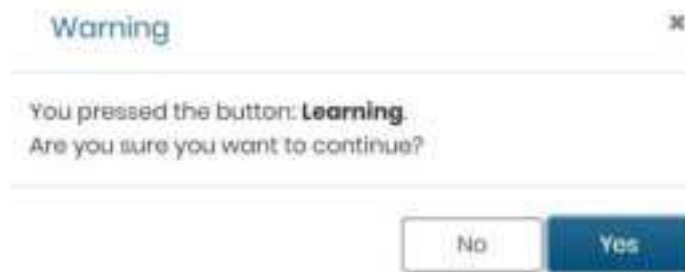 Warning
You pressed the button: Learning.
Are you sure you want to continue?
No
Yes